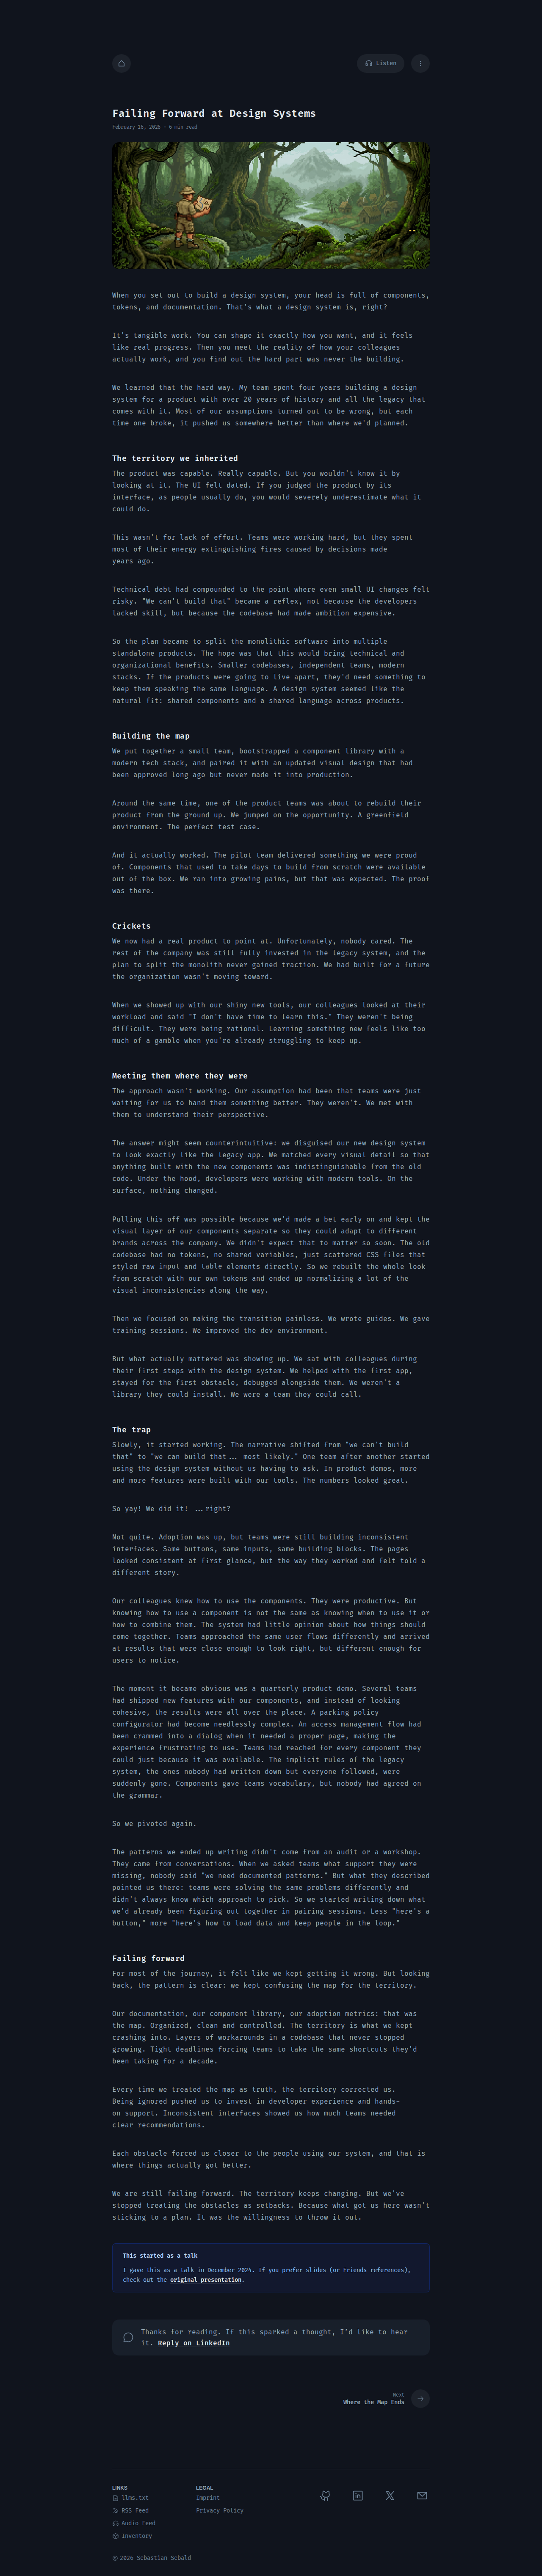 Listen
Failing Forward at Design Systems
February 16, 2026 · 6 min read
When you set out to build a design system, your head is full of components,
tokens, and documentation. That's what a design system is, right?
It's tangible work. You can shape it exactly how you want, and it feels
like real progress. Then you meet the reality of how your colleagues
actually work, and you find out the hard part was never the building.
We learned that the hard way. My team spent four years building a design
system for a product with over 20 years of history and all the legacy that
comes with it. Most of our assumptions turned out to be wrong, but each
time one broke, it pushed us somewhere better than where we'd planned.
The territory we inherited
The product was capable. Really capable. But you wouldn't know it by
looking at it. The UI felt dated. If you judged the product by its
interface, as people usually do, you would severely underestimate what it
could do.
This wasn't for lack of effort. Teams were working hard, but they spent
most of their energy extinguishing fires caused by decisions made
years ago.
Technical debt had compounded to the point where even small UI changes felt
risky. "We can't build that" became a reflex, not because the developers
lacked skill, but because the codebase had made ambition expensive.
So the plan became to split the monolithic software into multiple
standalone products. The hope was that this would bring technical and
organizational benefits. Smaller codebases, independent teams, modern
stacks. If the products were going to live apart, they'd need something to
keep them speaking the same language. A design system seemed like the
natural fit: shared components and a shared language across products.
Building the map
We put together a small team, bootstrapped a component library with a
modern tech stack, and paired it with an updated visual design that had
been approved long ago but never made it into production.
Around the same time, one of the product teams was about to rebuild their
product from the ground up. We jumped on the opportunity. A greenfield
environment. The perfect test case.
And it actually worked. The pilot team delivered something we were proud
of. Components that used to take days to build from scratch were available
out of the box. We ran into growing pains, but that was expected. The proof
was there.
Crickets
We now had a real product to point at. Unfortunately, nobody cared. The
rest of the company was still fully invested in the legacy system, and the
plan to split the monolith never gained traction. We had built for a future
the organization wasn't moving toward.
When we showed up with our shiny new tools, our colleagues looked at their
workload and said "I don't have time to learn this." They weren't being
difficult. They were being rational. Learning something new feels like too
much of a gamble when you're already struggling to keep up.
Meeting them where they were
The approach wasn't working. Our assumption had been that teams were just
waiting for us to hand them something better. They weren't. We met with
them to understand their perspective.
The answer might seem counterintuitive: we disguised our new design system
to look exactly like the legacy app. We matched every visual detail so that
anything built with the new components was indistinguishable from the old
code. Under the hood, developers were working with modern tools. On the
surface, nothing changed.
Pulling this off was possible because we'd made a bet early on and kept the
visual layer of our components separate so they could adapt to different
brands across the company. We didn't expect that to matter so soon. The old
codebase had no tokens, no shared variables, just scattered CSS files that
styled raw input and table elements directly. So we rebuilt the whole look
from scratch with our own tokens and ended up normalizing a lot of the
visual inconsistencies along the way.
Then we focused on making the transition painless. We wrote guides. We gave
training sessions. We improved the dev environment.
But what actually mattered was showing up. We sat with colleagues during
their first steps with the design system. We helped with the first app,
stayed for the first obstacle, debugged alongside them. We weren't a
library they could install. We were a team they could call.
The trap
Slowly, it started working. The narrative shifted from "we can't build
that" to "we can build that... most likely." One team after another started
using the design system without us having to ask. In product demos, more
and more features were built with our tools. The numbers looked great.
So yay! We did it! ...right?
Not quite. Adoption was up, but teams were still building inconsistent
interfaces. Same buttons, same inputs, same building blocks. The pages
looked consistent at first glance, but the way they worked and felt told a
different story.
Our colleagues knew how to use the components. They were productive. But
knowing how to use a component is not the same as knowing when to use it or
how to combine them. The system had little opinion about how things should
come together. Teams approached the same user flows differently and arrived
at results that were close enough to look right, but different enough for
users to notice.
The moment it became obvious was a quarterly product demo. Several teams
had shipped new features with our components, and instead of looking
cohesive, the results were all over the place. A parking policy
configurator had become needlessly complex. An access management flow had
been crammed into a dialog when it needed a proper page, making the
experience frustrating to use. Teams had reached for every component they
could just because it was available. The implicit rules of the legacy
system, the ones nobody had written down but everyone followed, were
suddenly gone. Components gave teams vocabulary, but nobody had agreed on
the grammar.
So we pivoted again.
The patterns we ended up writing didn't come from an audit or a workshop.
They came from conversations. When we asked teams what support they were
missing, nobody said "we need documented patterns." But what they described
pointed us there: teams were solving the same problems differently and
didn't always know which approach to pick. So we started writing down what
we'd already been figuring out together in pairing sessions. Less "here's a
button," more "here's how to load data and keep people in the loop."
Failing forward
For most of the journey, it felt like we kept getting it wrong. But looking
back, the pattern is clear: we kept confusing the map for the territory.
Our documentation, our component library, our adoption metrics: that was
the map. Organized, clean and controlled. The territory is what we kept
crashing into. Layers of workarounds in a codebase that never stopped
growing. Tight deadlines forcing teams to take the same shortcuts they'd
been taking for a decade.
Every time we treated the map as truth, the territory corrected us.
Being ignored pushed us to invest in developer experience and hands-
on support. Inconsistent interfaces showed us how much teams needed
clear recommendations.
Each obstacle forced us closer to the people using our system, and that is
where things actually got better.
We are still failing forward. The territory keeps changing. But we've
stopped treating the obstacles as setbacks. Because what got us here wasn't
sticking to a plan. It was the willingness to throw it out.
This started as a talk
I gave this as a talk in December 2024. If you prefer slides (or Friends references),
check out the original presentation.
Thanks for reading. If this sparked a thought, I'd like to hear
it. Reply on LinkedIn
Next
Where the Map Ends
LINKS
llms.txt
RSS Feed
Audio Feed
Inventory
LEGAL
Imprint
Privacy Policy
© 2026 Sebastian Sebald